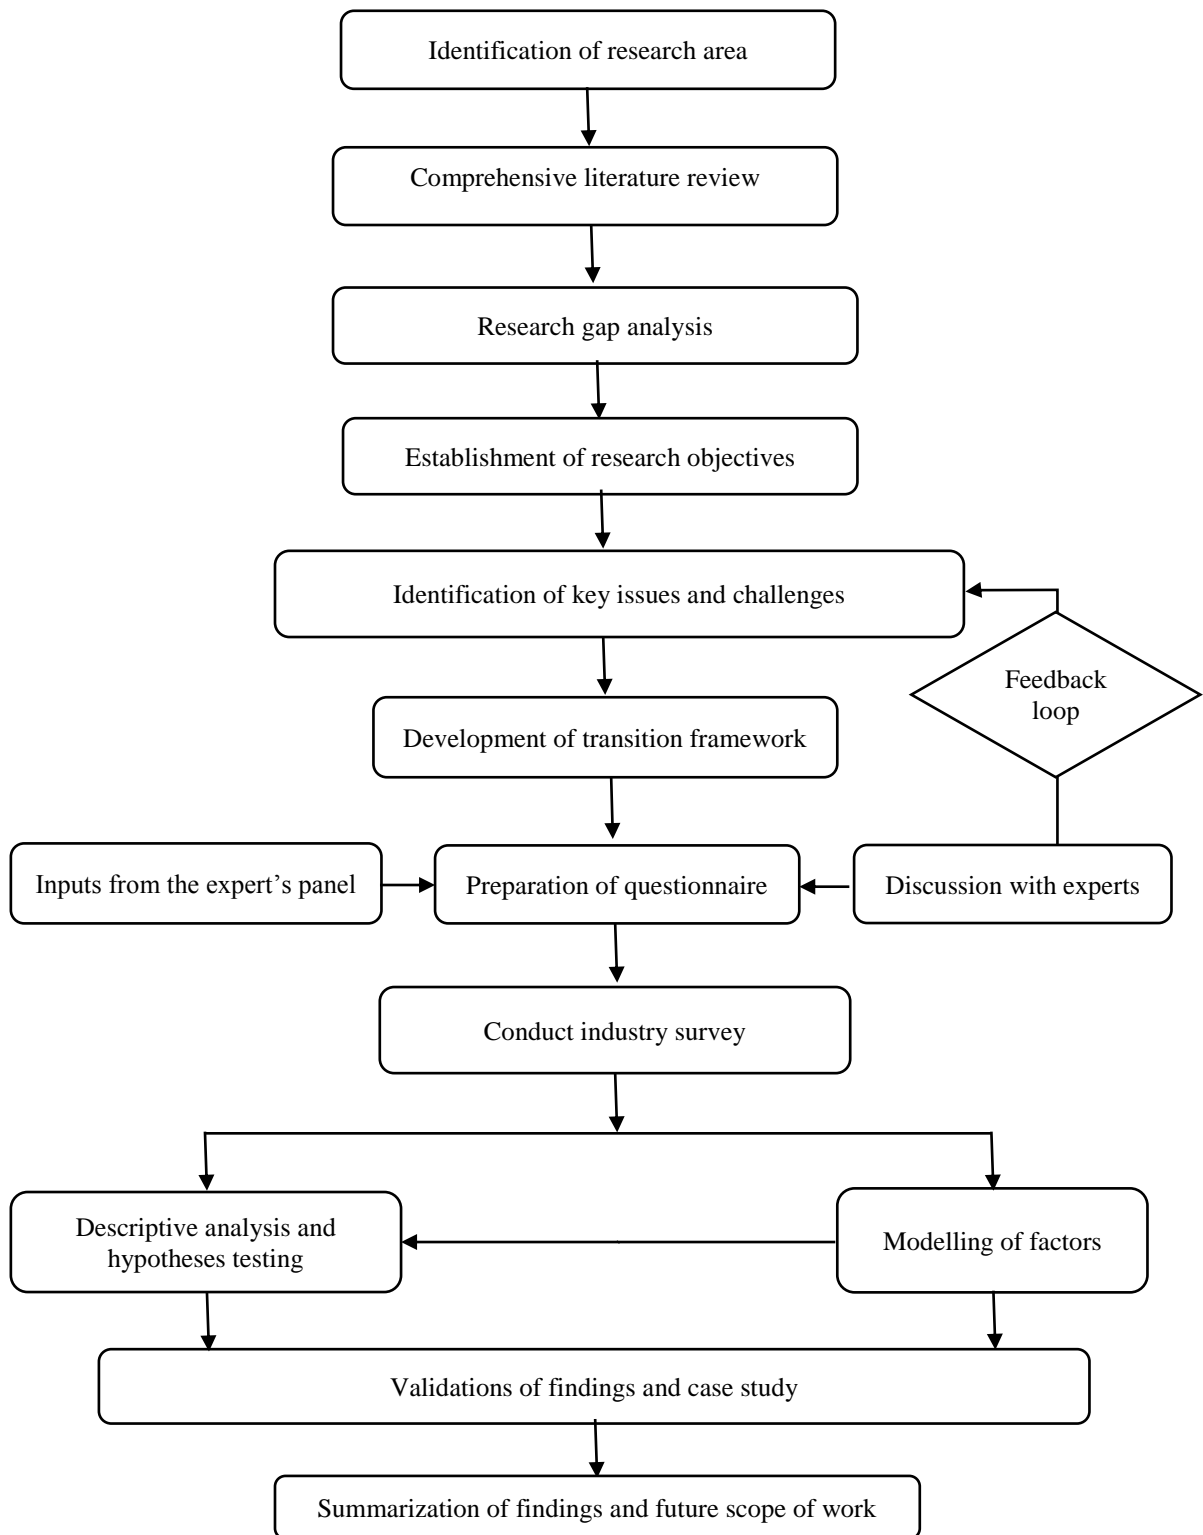 Identification of research area
Comprehensive literature review
Research gap analysis
Establishment of research objectives
Identification of key issues and challenges
Feedback
loop
Development of transition framework
Inputs from the expert’s panel
Preparation of questionnaire
Discussion with experts
Conduct industry survey
Descriptive analysis and
hypotheses testing
Modelling of factors
Validations of findings and case study
Summarization of findings and future scope of work